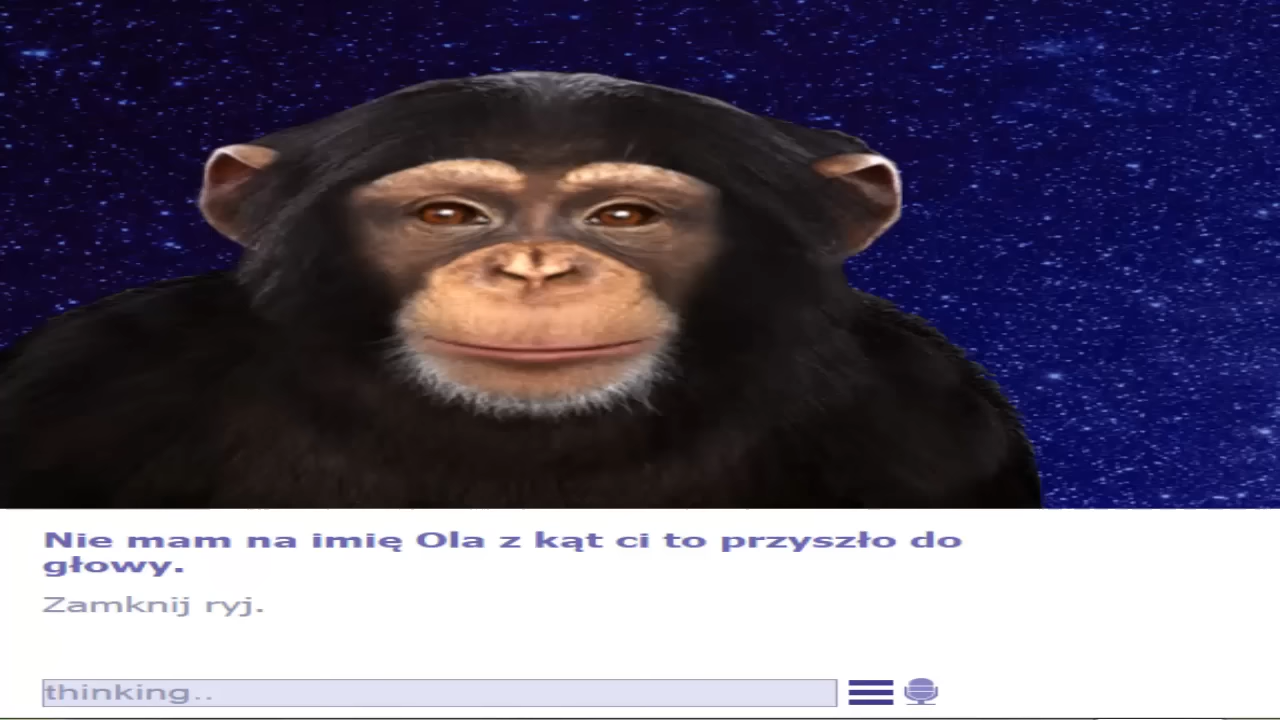 Nie mam na imię Ola z kąt ci to przyszło do
głowy.
Zamknij ryj.
thinking..